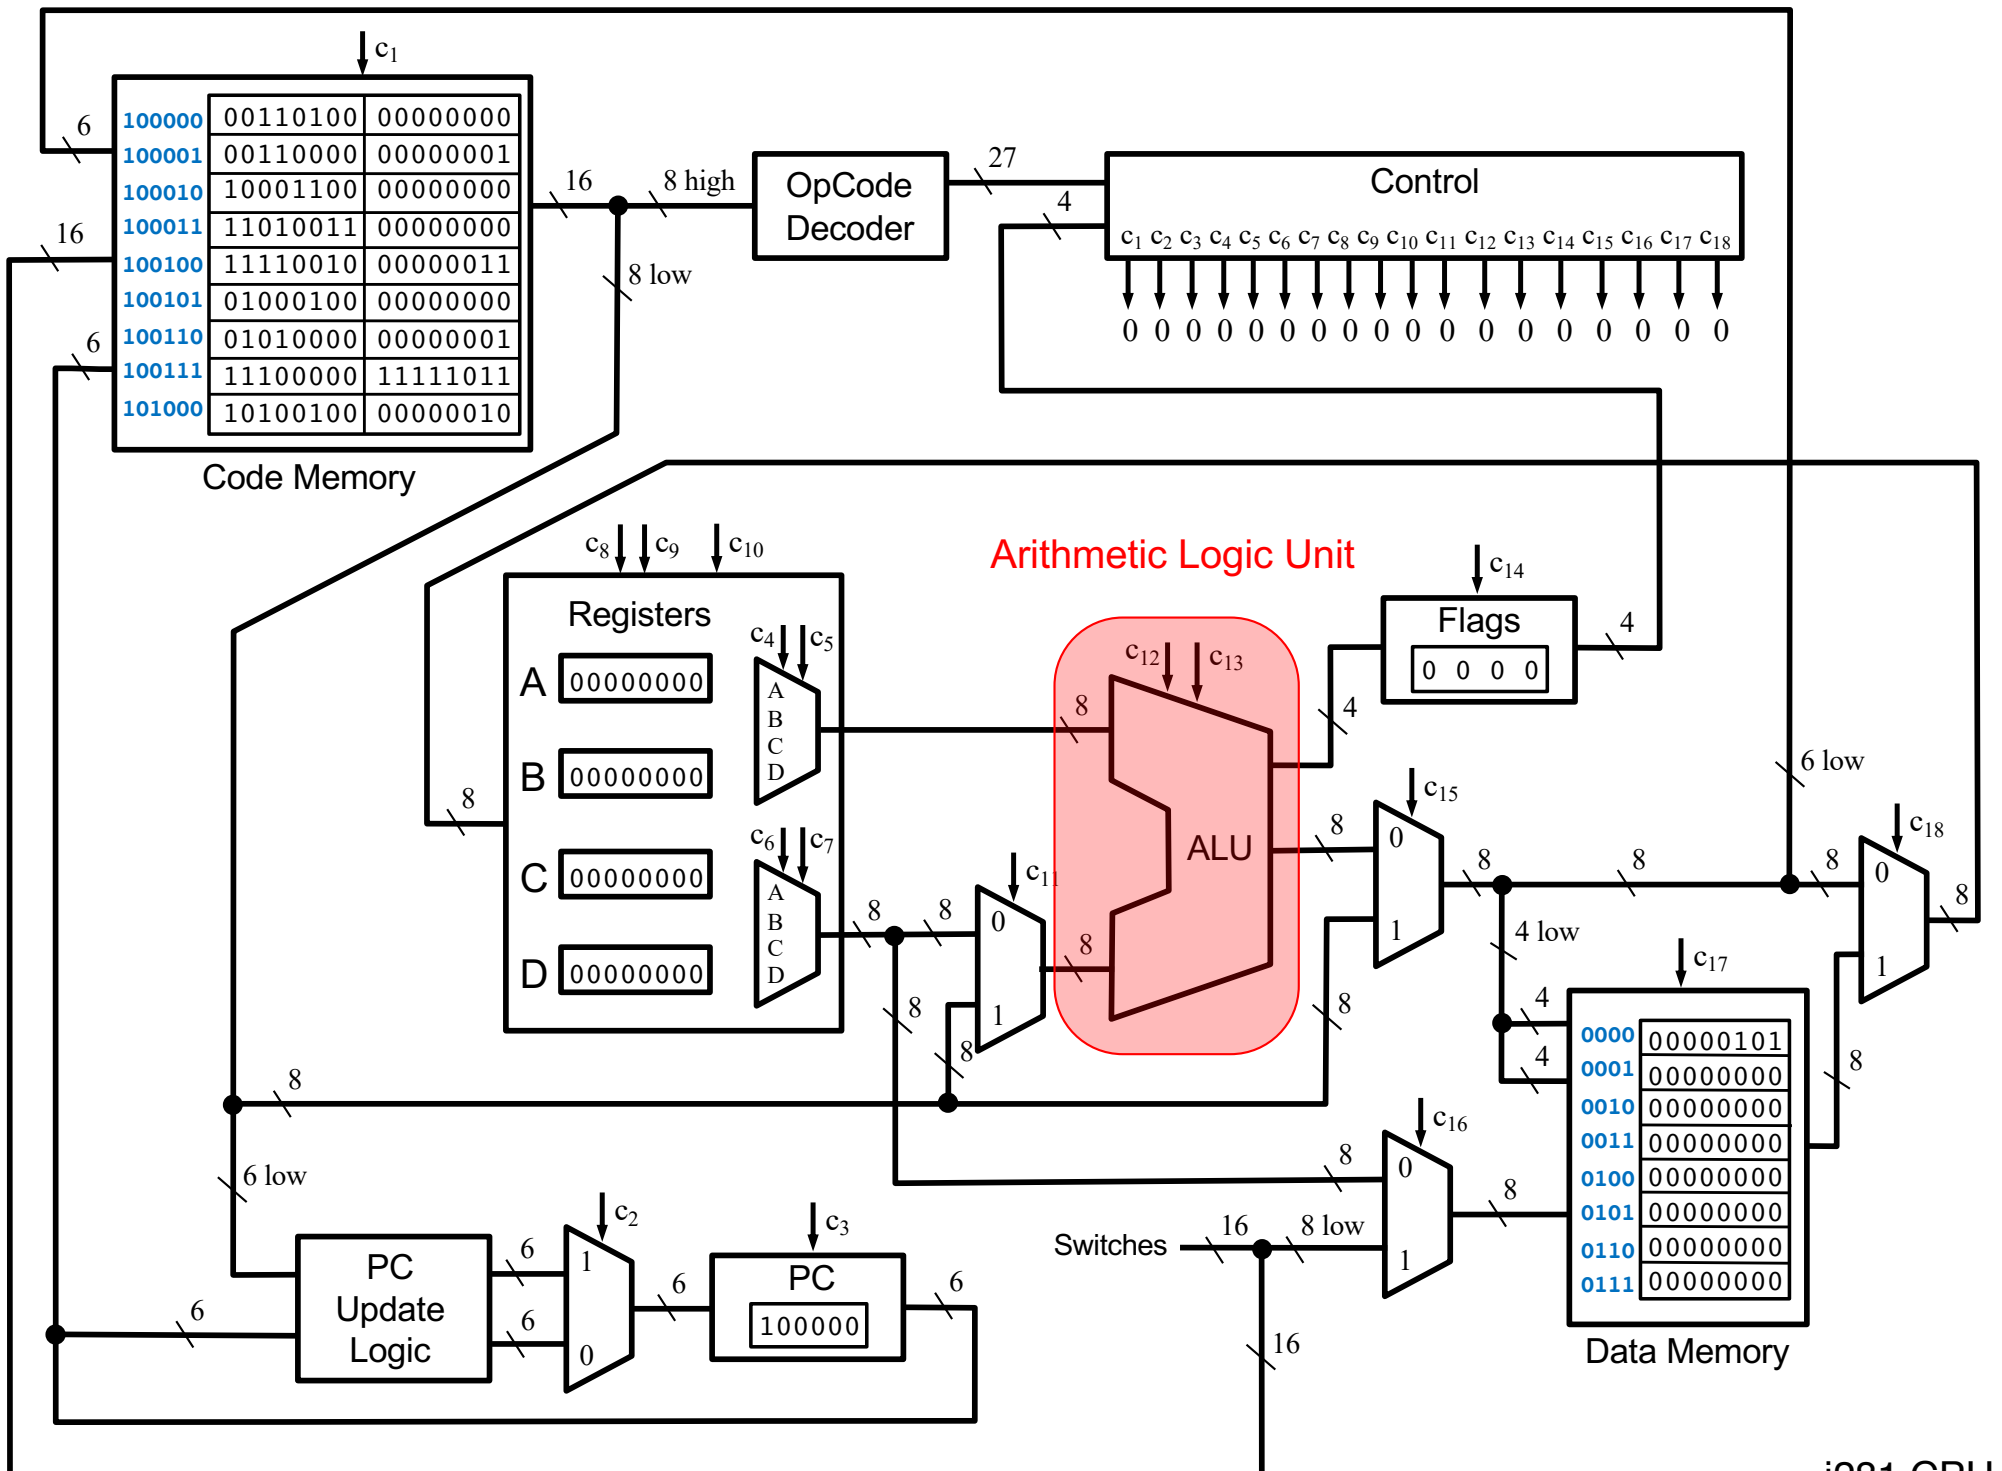 c1
6
100000 00110100 00000000
100001 00110000 00000001
100010 10001100 00000000
100011 11010011 00000000
100100 11110010 00000011
100101 01000100 00000000
100110 01010000 00000001
100111 11100000 11111011
101000 10100100 00000010
16
6
Code Memory
16
8 high
8 low
OpCode
Decoder
27
4
Control
c1 c2 c3 c4 c5 c6 c7 c8 c9 c10 c11 c12 c13 c14 c15 c16 c17 c18
0 0 0 0 0 0 0 0 0 0 0 0 0 0 0 0 0 0
c8 c9 c10
Registers
A 00000000
B 00000000
C 00000000
D 00000000
c4 c5
A
B
C
D
c6 c7
A
B
C
D
8
8
8
8
8
8
8
c11
0
1
Arithmetic Logic Unit
c12 c13
8
8
ALU
c14
Flags
0 0 0 0
4
4
8
c15
0
1
8
8
8
8
6 low
4 low
4
4
c18
0
1
8
8
c17
0000 00000101
0001 00000000
0010 00000000
0011 00000000
0100 00000000
0101 00000000
0110 00000000
0111 00000000
Data Memory
c16
0
1
8
8
Switches
16
8 low
16
6 low
6
PC
Update
Logic
6
6
c2
1
0
6
c3
PC
100000
6